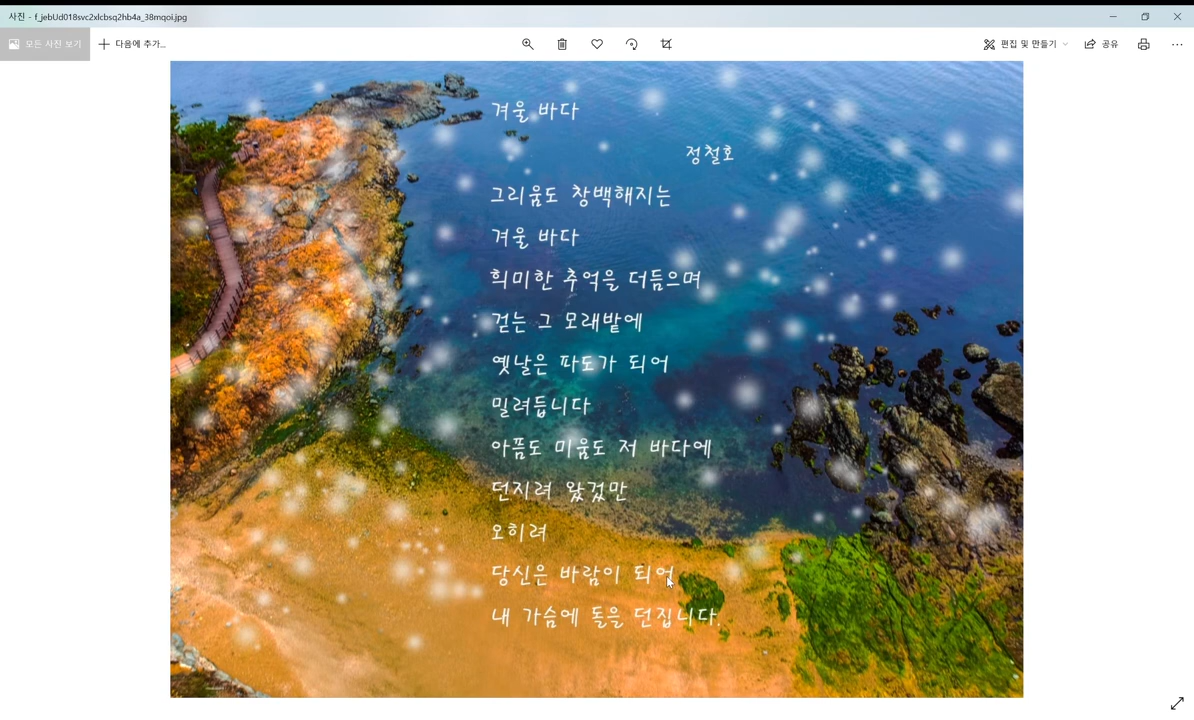 사진 - f_jebUd018svc2xlcbsq2hb4a_38mqoi.jpg
모든 사진 보기
다음에 추가...
편집 및 만들기
공유
겨울 바다
정철호
그리움도 창백해지는
겨울 바다
희미한 추억을 더듬으며
걷는 그 모래밭에
옛날은 파도가 되어
밀려듭니다
아픔도 미움도 저 바다에
던지려 왔것만
오히려
당신은 바람이 되어
내 가슴에 돌을 던집니다.